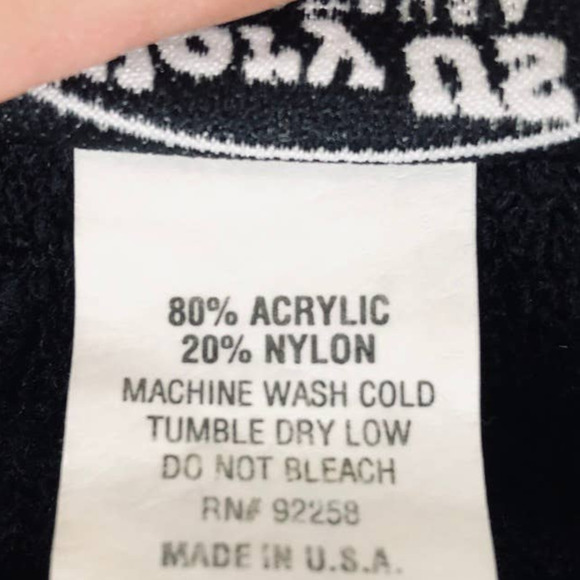 80% ACRYLIC
20% NYLON
MACHINE WASH COLD
TUMBLE DRY LOW
DO NOT BLEACH
RN# 92258
MADE IN U.S.A.